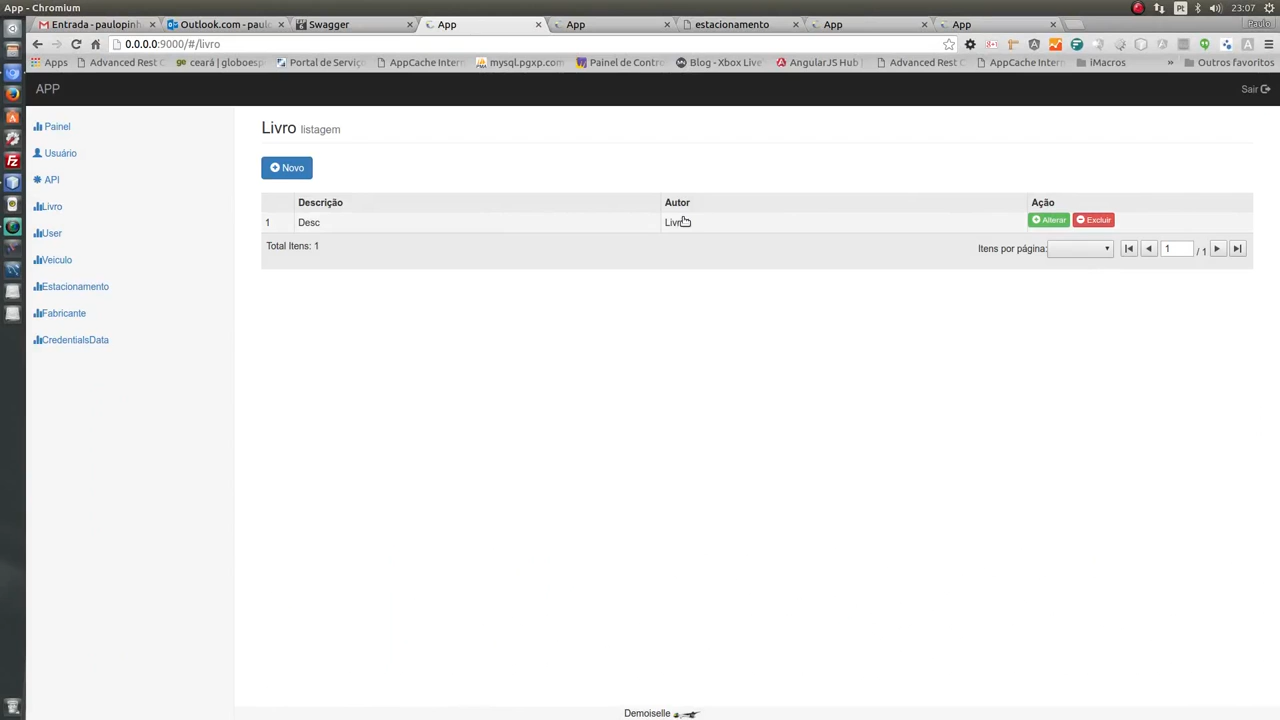 App - Chromium
Pt
23:07
Entrada - paulopinh
Outlook.com - paulo
Swagger
App
App
estacionamento
App
App
Paulo
0.0.0.0:9000/#/livro
Apps
Advanced Rest C
ceará | globoesp
Portal de Serviç
AppCache Intern
mysql.pgxp.com
Painel de Contr
Blog - Xbox Live
AngularJS Hub |
Advanced Rest C
AppCache Intern
iMacros
»
Outros favoritos
APP
Sair
Painel
Usuário
API
Livro
User
Veiculo
Estacionamento
Fabricante
CredentialsData
Livro listagem
Novo
Descrição Autor Ação
1 Desc Livr Alterar Excluir
Total Itens: 1
Itens por página: 1 / 1
Demoiselle